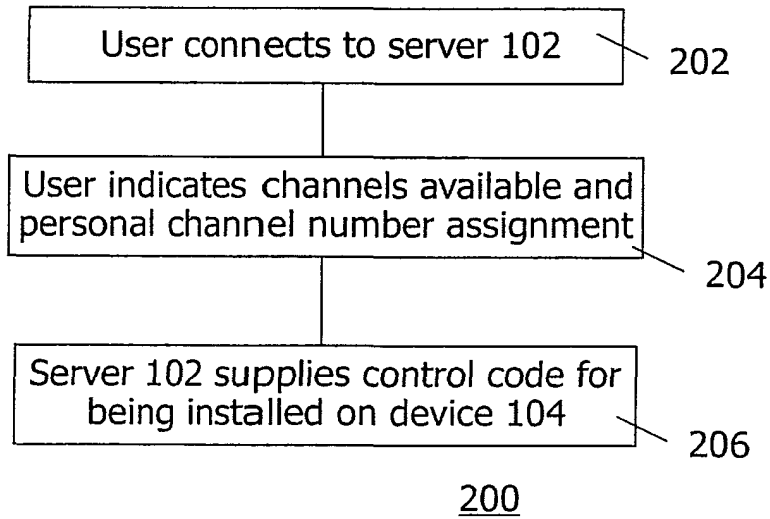 User connects to server 102
202
User indicates channels available and
personal channel number assignment
204
Server 102 supplies control code for
being installed on device 104
206
200